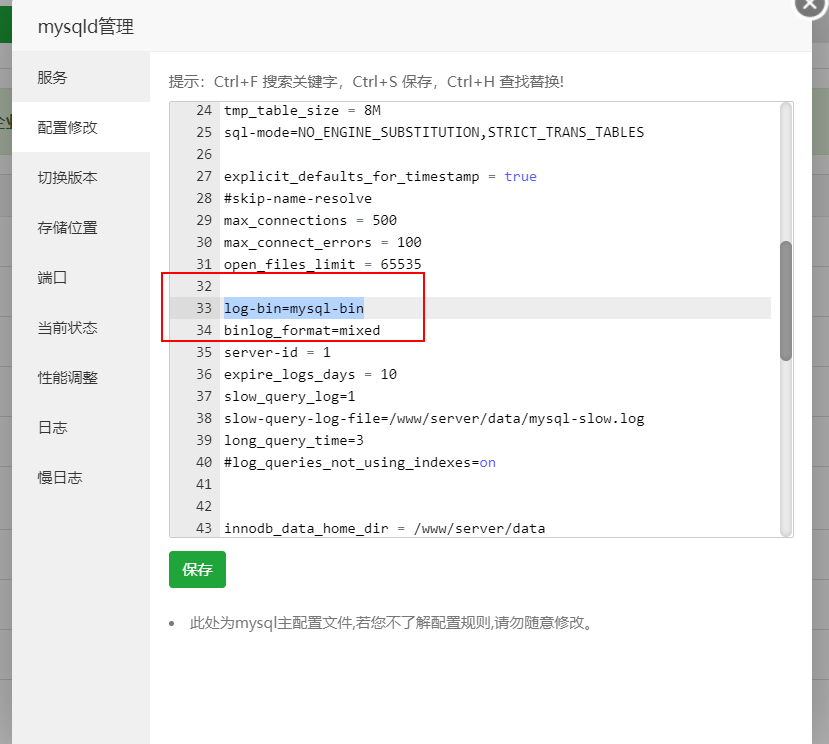 mysqld管理
服务
配置修改
切换版本
存储位置
端口
当前状态
性能调整
日志
慢日志
提示：Ctrl+F 搜索关键字，Ctrl+S 保存，Ctrl+H 查找替换!
24 tmp_table_size = 8M
25 sql-mode=NO_ENGINE_SUBSTITUTION,STRICT_TRANS_TABLES
26
27 explicit_defaults_for_timestamp = true
28 #skip-name-resolve
29 max_connections = 500
30 max_connect_errors = 100
31 open_files_limit = 65535
32
33 log-bin=mysql-bin
34 binlog_format=mixed
35 server-id = 1
36 expire_logs_days = 10
37 slow_query_log=1
38 slow-query-log-file=/www/server/data/mysql-slow.log
39 long_query_time=3
40 #log_queries_not_using_indexes=on
41
42
43 innodb_data_home_dir = /www/server/data
保存
此处为mysql主配置文件,若您不了解配置规则,请勿随意修改。